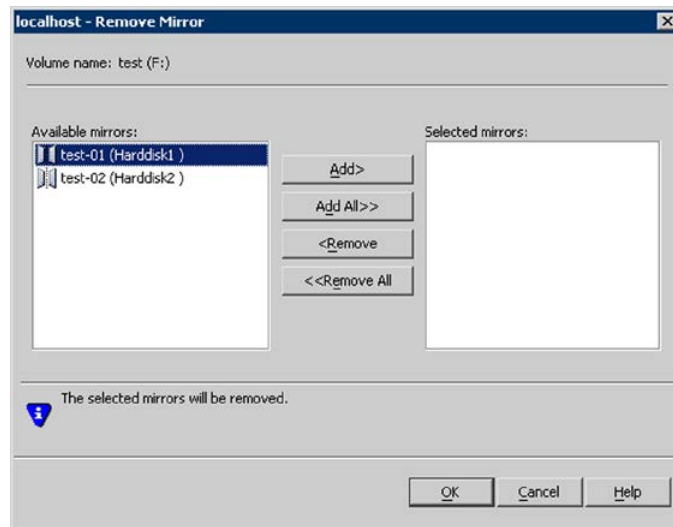 localhost - Remove Mirror
Volume name: test (F:)
Available mirrors:
Selected mirrors:
test-01 (Harddisk1 )
test-02 (Harddisk2 )
Add>
Add All>>
<Remove
<<Remove All
The selected mirrors will be removed.
OK
Cancel
Help